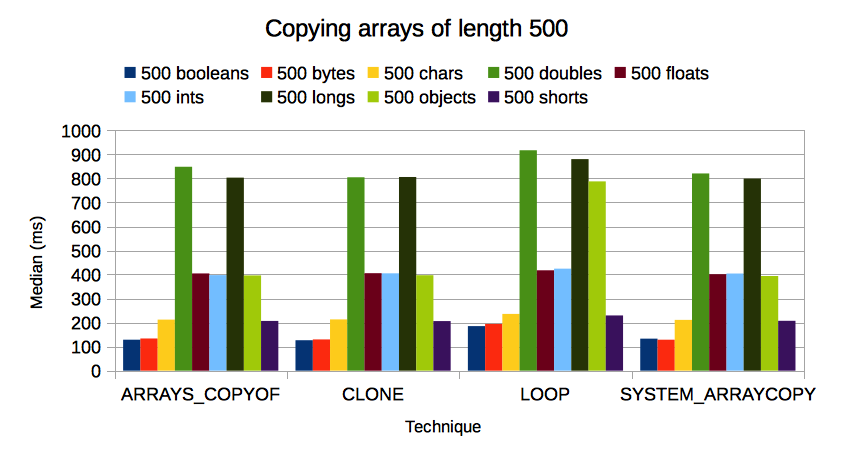 Copying arrays of length 500
500 booleans 500 bytes 500 chars 500 doubles 500 floats
500 ints 500 longs 500 objects 500 shorts
1000
900
800
700
600
500
400
300
200
100
0
Median (ms)
ARRAYS_COPYOF CLONE LOOP SYSTEM_ARRAYCOPY
Technique